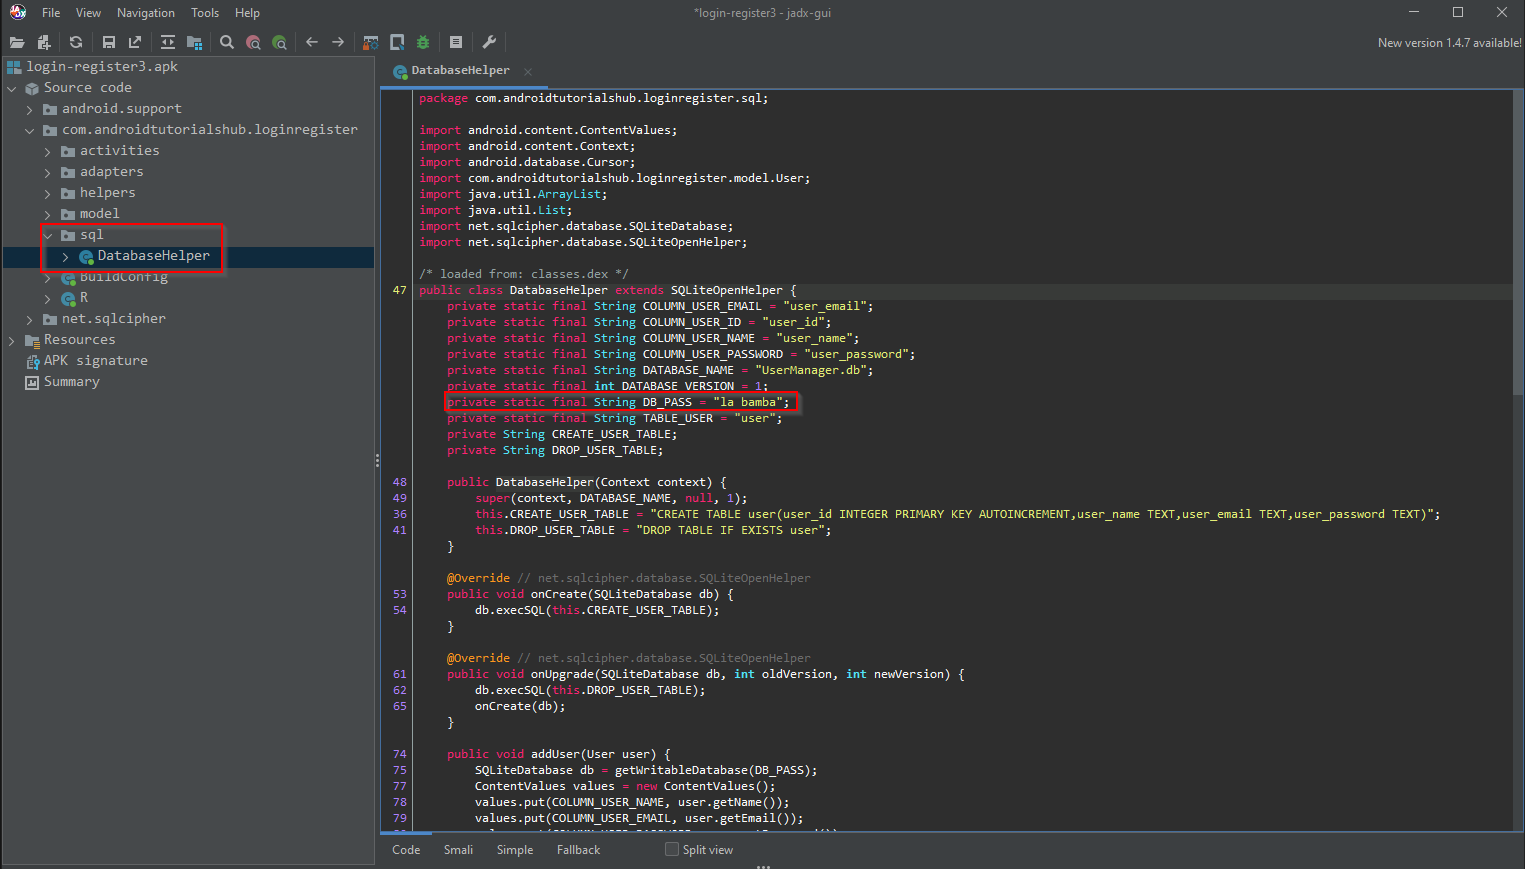 File View Navigation Tools Help
*login-register3 - jadx-gui
New version 1.4.7 available!
login-register3.apk
Source code
android.support
com.androidtutorialshub.loginregister
activities
adapters
helpers
model
sql
DatabaseHelper
BuildConfig
R
net.sqlcipher
Resources
APK signature
Summary
DatabaseHelper
package com.androidtutorialshub.loginregister.sql;
import android.content.ContentValues;
import android.content.Context;
import android.database.Cursor;
import com.androidtutorialshub.loginregister.model.User;
import java.util.ArrayList;
import java.util.List;
import net.sqlcipher.database.SQLiteDatabase;
import net.sqlcipher.database.SQLiteOpenHelper;
/* loaded from: classes.dex */
47 public class DatabaseHelper extends SQLiteOpenHelper {
private static final String COLUMN_USER_EMAIL = "user_email";
private static final String COLUMN_USER_ID = "user_id";
private static final String COLUMN_USER_NAME = "user_name";
private static final String COLUMN_USER_PASSWORD = "user_password";
private static final String DATABASE_NAME = "UserManager.db";
private static final int DATABASE_VERSION = 1;
private static final String DB_PASS = "la bamba";
private static final String TABLE_USER = "user";
private String CREATE_USER_TABLE;
private String DROP_USER_TABLE;
48 public DatabaseHelper(Context context) {
49 super(context, DATABASE_NAME, null, 1);
36 this.CREATE_USER_TABLE = "CREATE TABLE user(user_id INTEGER PRIMARY KEY AUTOINCREMENT,user_name TEXT,user_email TEXT,user_password TEXT)";
41 this.DROP_USER_TABLE = "DROP TABLE IF EXISTS user";
}
@Override // net.sqlcipher.database.SQLiteOpenHelper
53 public void onCreate(SQLiteDatabase db) {
54 db.execSQL(this.CREATE_USER_TABLE);
}
@Override // net.sqlcipher.database.SQLiteOpenHelper
61 public void onUpgrade(SQLiteDatabase db, int oldVersion, int newVersion) {
62 db.execSQL(this.DROP_USER_TABLE);
65 onCreate(db);
}
74 public void addUser(User user) {
75 SQLiteDatabase db = getWritableDatabase(DB_PASS);
77 ContentValues values = new ContentValues();
78 values.put(COLUMN_USER_NAME, user.getName());
79 values.put(COLUMN_USER_EMAIL, user.getEmail());
Code Smali Simple Fallback Split view